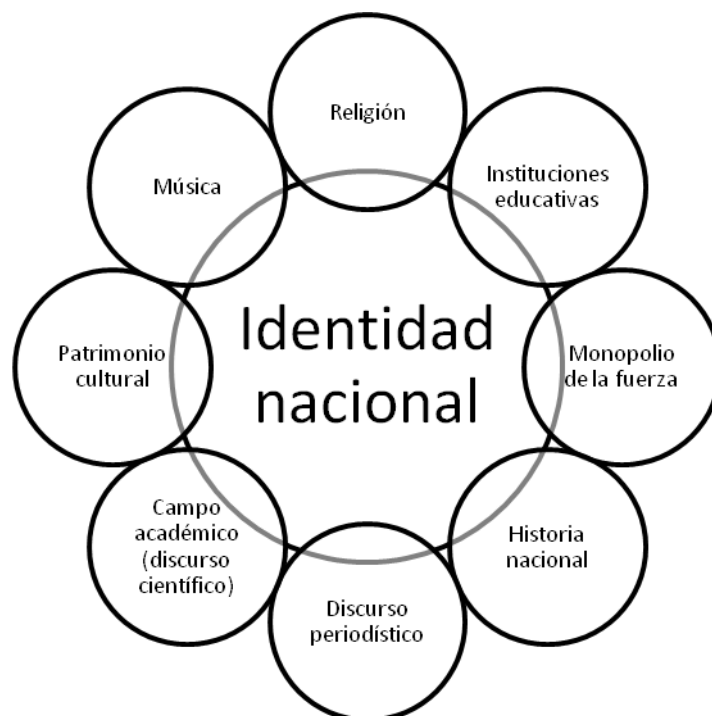 Religión
Instituciones
educativas
Monopolio
de la fuerza
Historia
nacional
Discurso
periodístico
Campo
académico
(discurso
científico)
Patrimonio
cultural
Música
Identidad
nacional